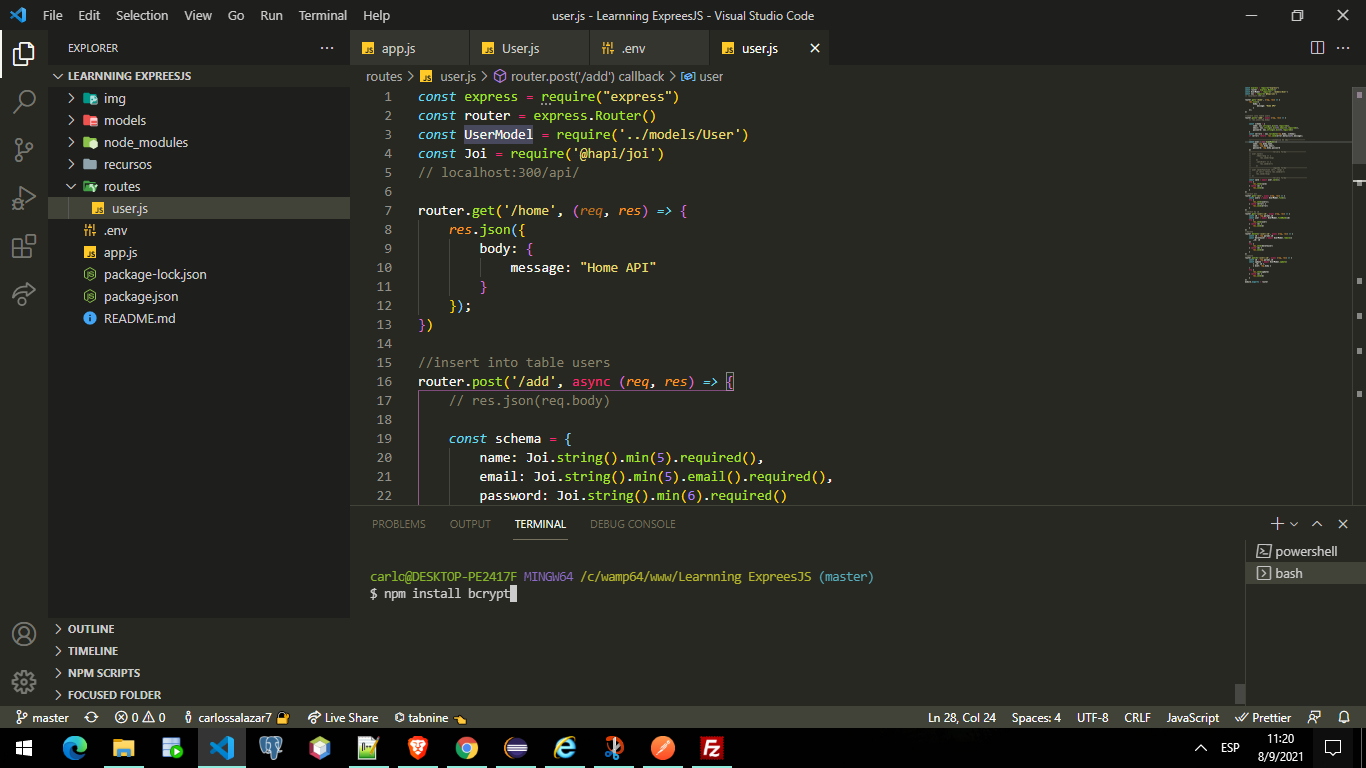 File Edit Selection View Go Run Terminal Help
user.js - Learnning ExpreesJS - Visual Studio Code
EXPLORER
LEARNNING EXPREESJS
img
models
node_modules
recursos
routes
user.js
.env
app.js
package-lock.json
package.json
README.md
OUTLINE
TIMELINE
NPM SCRIPTS
FOCUSED FOLDER
app.js User.js .env user.js
routes > user.js > router.post('/add') callback > user
1 const express = require("express")
2 const router = express.Router()
3 const UserModel = require('../models/User')
4 const Joi = require('@hapi/joi')
5 // localhost:300/api/
6
7 router.get('/home', (req, res) => {
8 res.json({
9 body: {
10 message: "Home API"
11 }
12 });
13 })
14
15 //insert into table users
16 router.post('/add', async (req, res) => {
17 // res.json(req.body)
18
19 const schema = {
20 name: Joi.string().min(5).required(),
21 email: Joi.string().min(5).email().required(),
22 password: Joi.string().min(6).required()
PROBLEMS OUTPUT TERMINAL DEBUG CONSOLE
carlo@DESKTOP-PE2417F MINGW64 /c/wamp64/www/Learnning ExpreesJS (master)
$ npm install bcrypt
powershell
bash
master 0 0 carlossalazar7 Live Share tabnine Ln 28, Col 24 Spaces: 4 UTF-8 CRLF JavaScript Prettier
ESP
11:20
8/9/2021